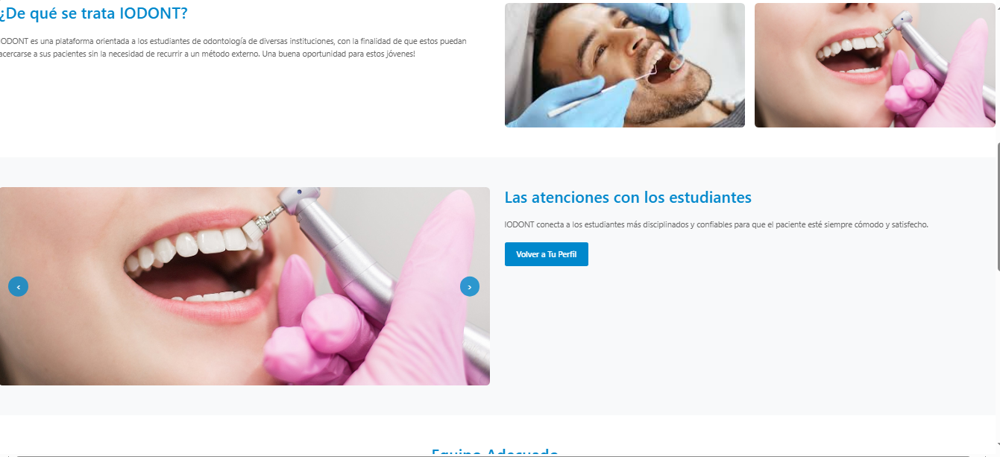 ¿De qué se trata IODONT?
IODONT es una plataforma orientada a los estudiantes de odontología de diversas instituciones, con la finalidad de que estos puedan
acercarse a sus pacientes sin la necesidad de recurrir a un método externo. Una buena oportunidad para estos jóvenes!
Las atenciones con los estudiantes
IODONT conecta a los estudiantes más disciplinados y confiables para que el paciente esté siempre cómodo y satisfecho.
Volver a Tu Perfil
‹
›
Equipo Adecuado